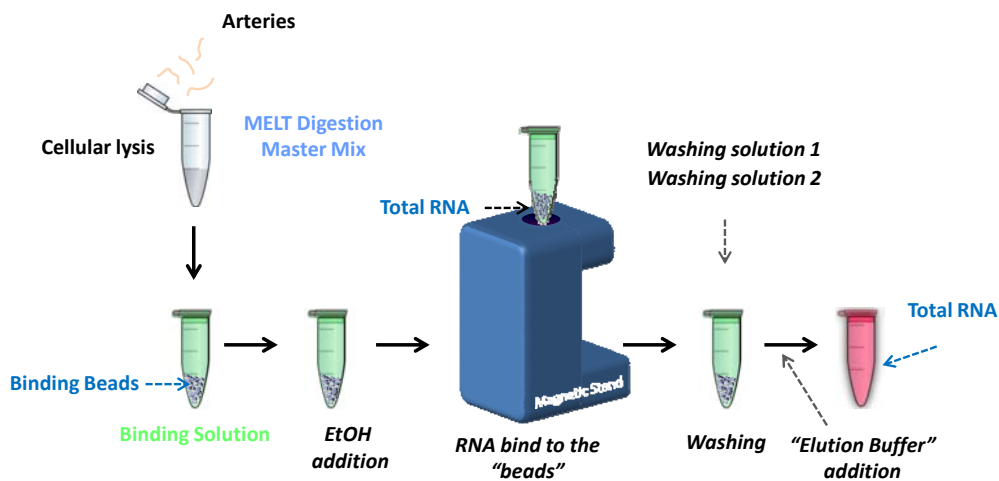 Arteries
Cellular lysis
MELT Digestion
Master Mix
Total RNA
Washing solution 1
Washing solution 2
Total RNA
Binding Beads
Magnetic Stand
Binding Solution
EtOH
addition
RNA bind to the
“beads”
Washing
“Elution Buffer”
addition